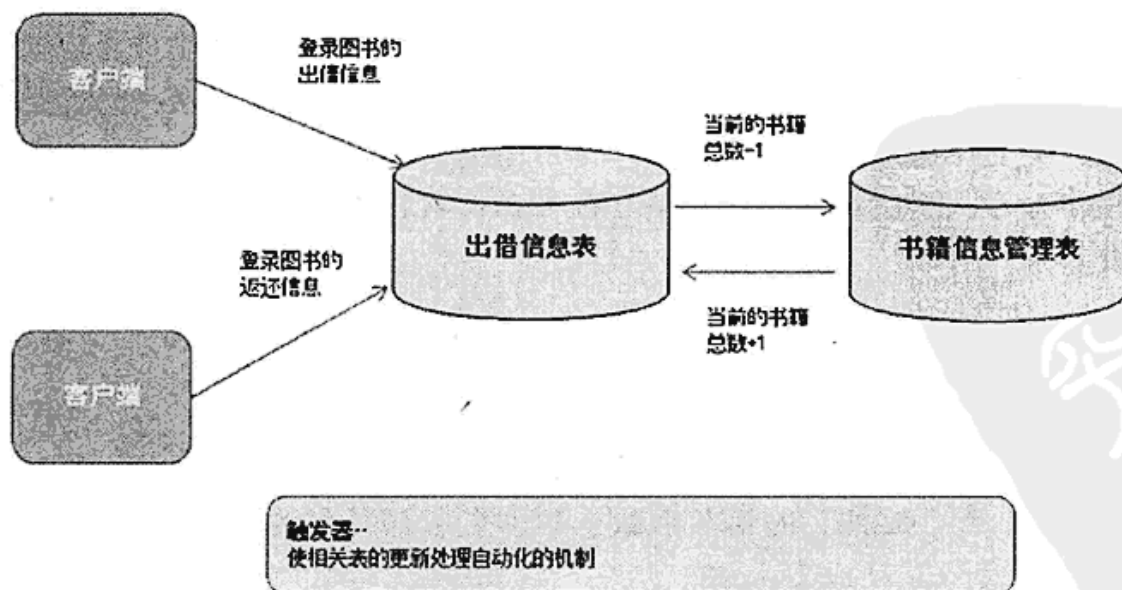 客户端
登录图书的
出借信息
当前的书籍
总数-1
出借信息表
书籍信息管理表
登录图书的
返还信息
当前的书籍
总数+1
客户端
触发器··
使相关表的更新处理自动化的机制